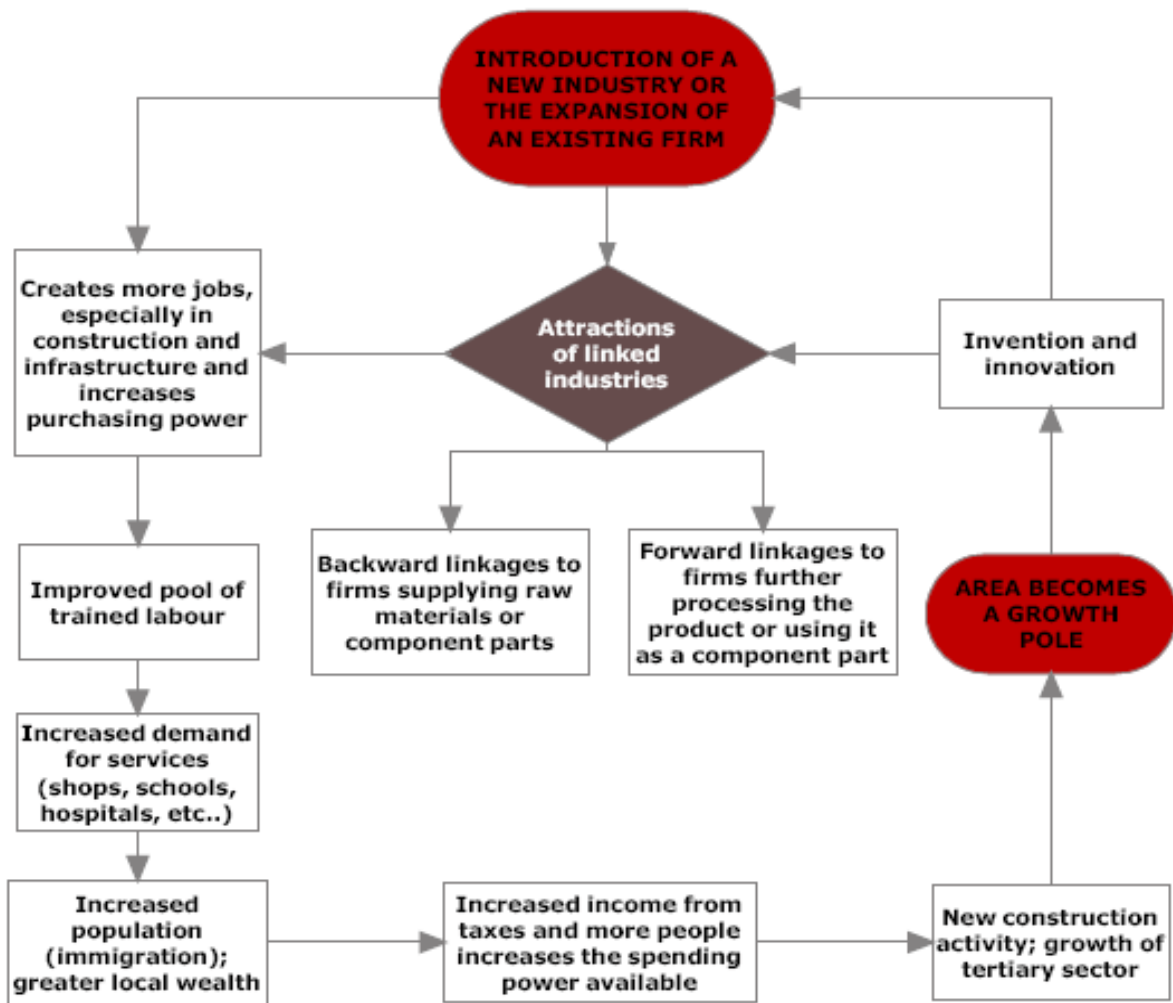 INTRODUCTION OF A
NEW INDUSTRY OR
THE EXPANSION OF
AN EXISTING FIRM
Creates more jobs,
especially in
construction and
infrastructure and
increases
purchasing power
Attractions
of linked
industries
Invention and
innovation
Improved pool of
trained labour
Backward linkages to
firms supplying raw
materials or
component parts
Forward linkages to
firms further
processing the
product or using it
as a component part
AREA BECOMES
A GROWTH
POLE
Increased demand
for services
(shops, schools,
hospitals, etc..)
Increased
population
(immigration);
greater local wealth
Increased income from
taxes and more people
increases the spending
power available
New construction
activity; growth of
tertiary sector